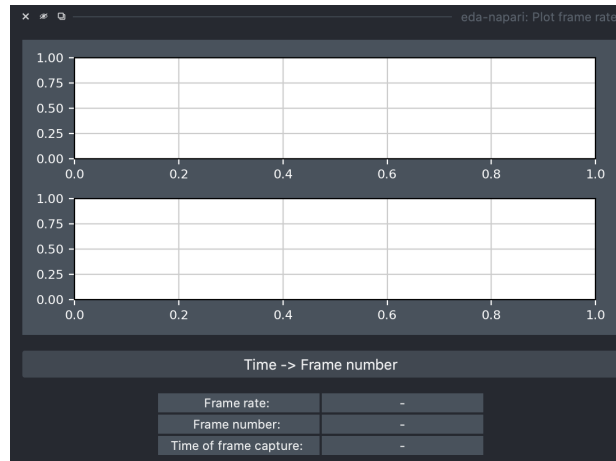 eda-napari: Plot frame rate
1.00
0.75
0.50
0.25
0.00
0.0 0.2 0.4 0.6 0.8 1.0
1.00
0.75
0.50
0.25
0.00
0.0 0.2 0.4 0.6 0.8 1.0
Time -> Frame number
Frame rate: -
Frame number: -
Time of frame capture: -